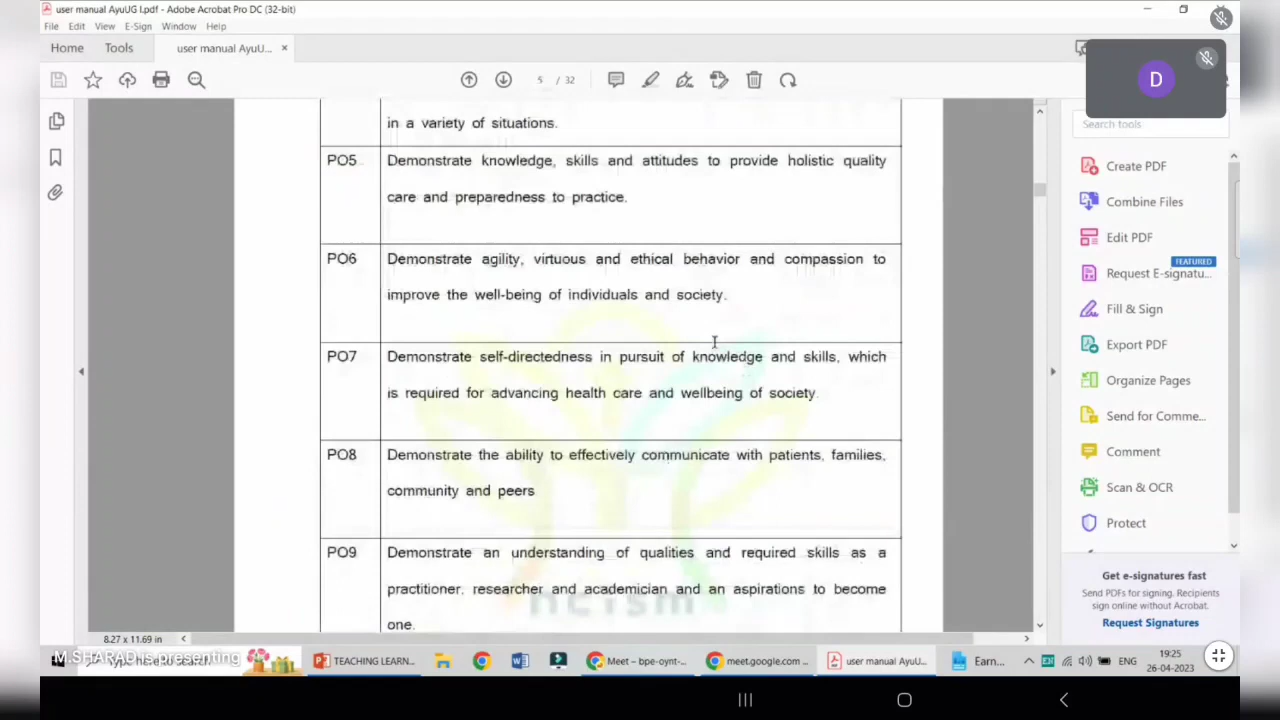 user manual AyuUG I.pdf - Adobe Acrobat Pro DC (32-bit)
File Edit View E-Sign Window Help
Home Tools user manual AyuU... ×
5 / 32
D
Search tools
in a variety of situations.
PO5 Demonstrate knowledge, skills and attitudes to provide holistic quality
care and preparedness to practice.
PO6 Demonstrate agility, virtuous and ethical behavior and compassion to
improve the well-being of individuals and society.
PO7 Demonstrate self-directedness in pursuit of knowledge and skills, which
is required for advancing health care and wellbeing of society.
PO8 Demonstrate the ability to effectively communicate with patients, families,
community and peers
PO9 Demonstrate an understanding of qualities and required skills as a
practitioner, researcher and academician and an aspirations to become
one.
ncism
Create PDF
Combine Files
Edit PDF
FEATURED
Request E-signatu...
Fill & Sign
Export PDF
Organize Pages
Send for Comme...
Comment
Scan & OCR
Protect
Get e-signatures fast
Send PDFs for signing. Recipients
sign online without Acrobat.
Request Signatures
8.27 x 11.69 in
M.SHARAD is presenting
TEACHING LEARN... Meet – bpe-oynt-... meet.google.com ... user manual AyuU... Earn... ENG
19:25
26-04-2023